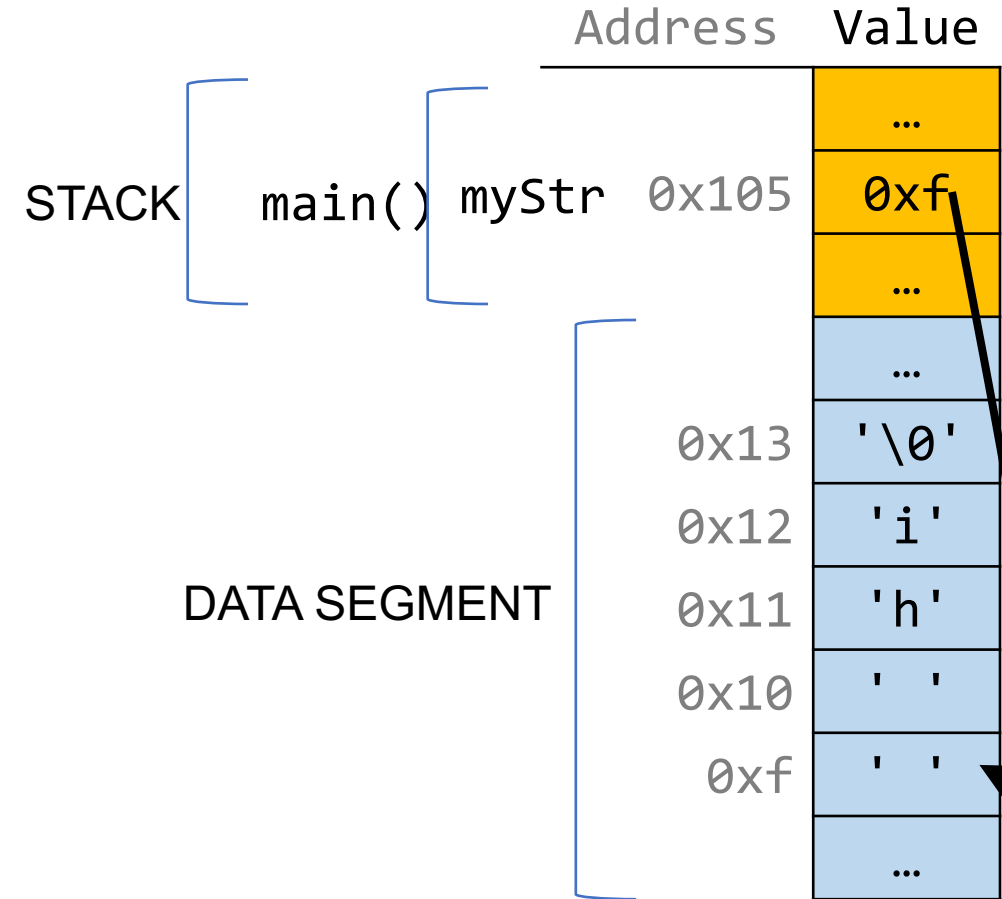 Address Value
…
STACK main() myStr 0x105 0xf
…
…
0x13 '\0'
0x12 'i'
DATA SEGMENT 0x11 'h'
0x10 ' '
0xf ' '
…